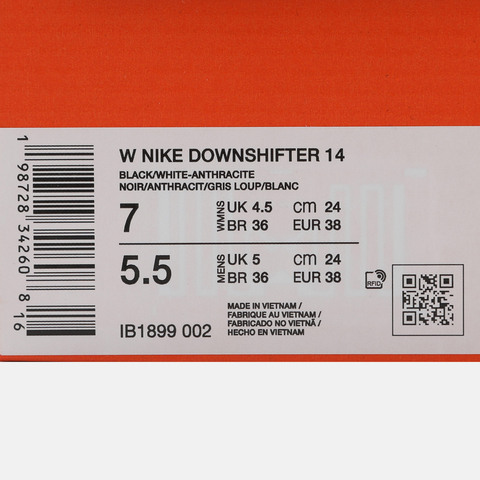 W NIKE DOWNSHIFTER 14
BLACK/WHITE-ANTHRACITE
NOIR/ANTHRACIT/GRIS LOUP/BLANC
7 WMNS UK 4.5 cm 24
BR 36 EUR 38
5.5 MENS UK 5 cm 24
BR 36 EUR 38
RFID
MADE IN VIETNAM /
FABRIQUE AU VIETNAM /
FABRICADO NO VIETNÃ /
HECHO EN VIETNAM
IB1899 002
1 98728 34260 8 16